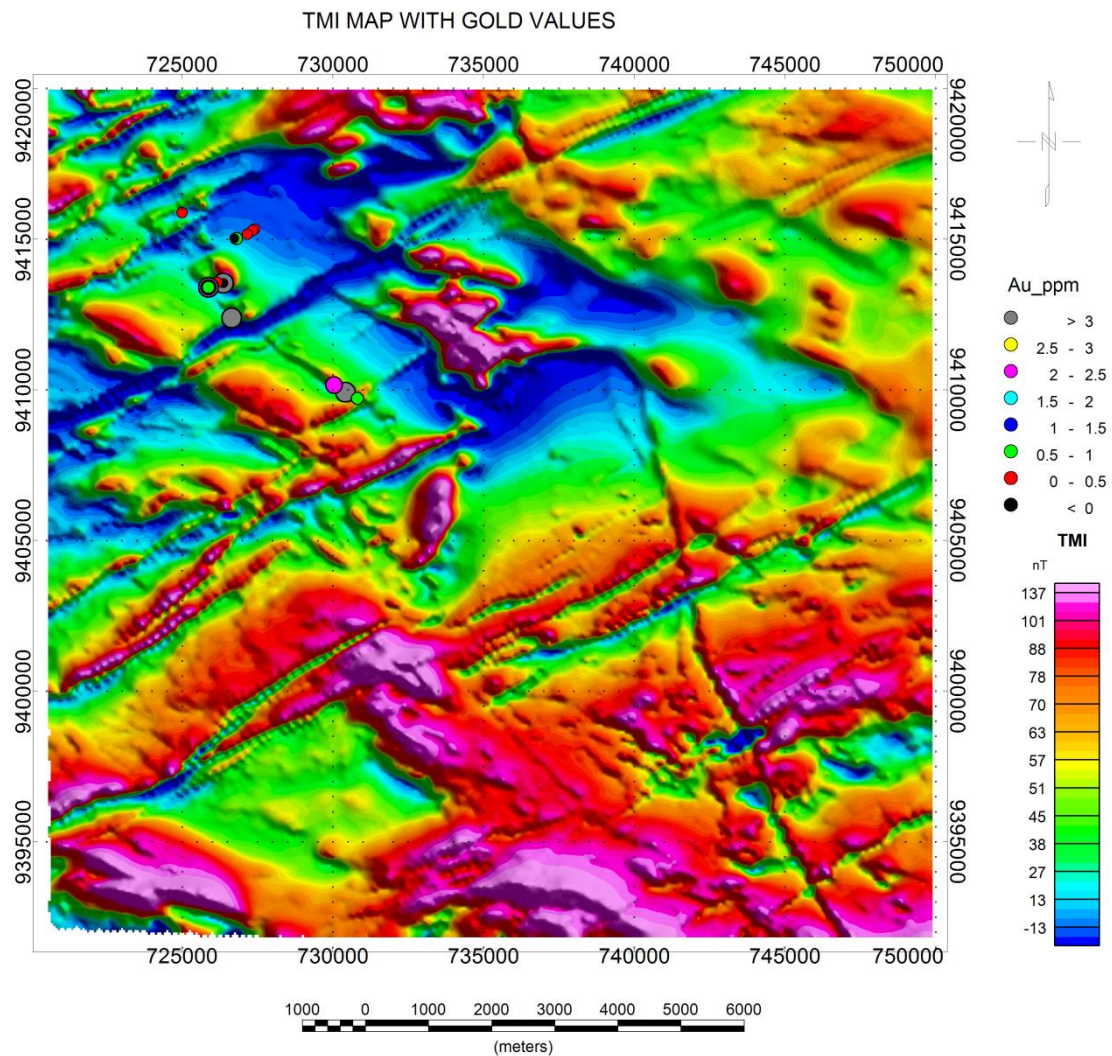 TMI MAP WITH GOLD VALUES
725000 730000 735000 740000 745000 750000
9420000 9420000
9415000 9415000
9410000 9410000
9405000 9405000
9400000 9400000
9395000 9395000
725000 730000 735000 740000 745000 750000
N
Au_ppm
> 3
2.5 - 3
2 - 2.5
1.5 - 2
1 - 1.5
0.5 - 1
0 - 0.5
< 0
TMI
nT
137
101
88
78
70
63
57
51
45
38
27
13
-13
1000 0 1000 2000 3000 4000 5000 6000
(meters)